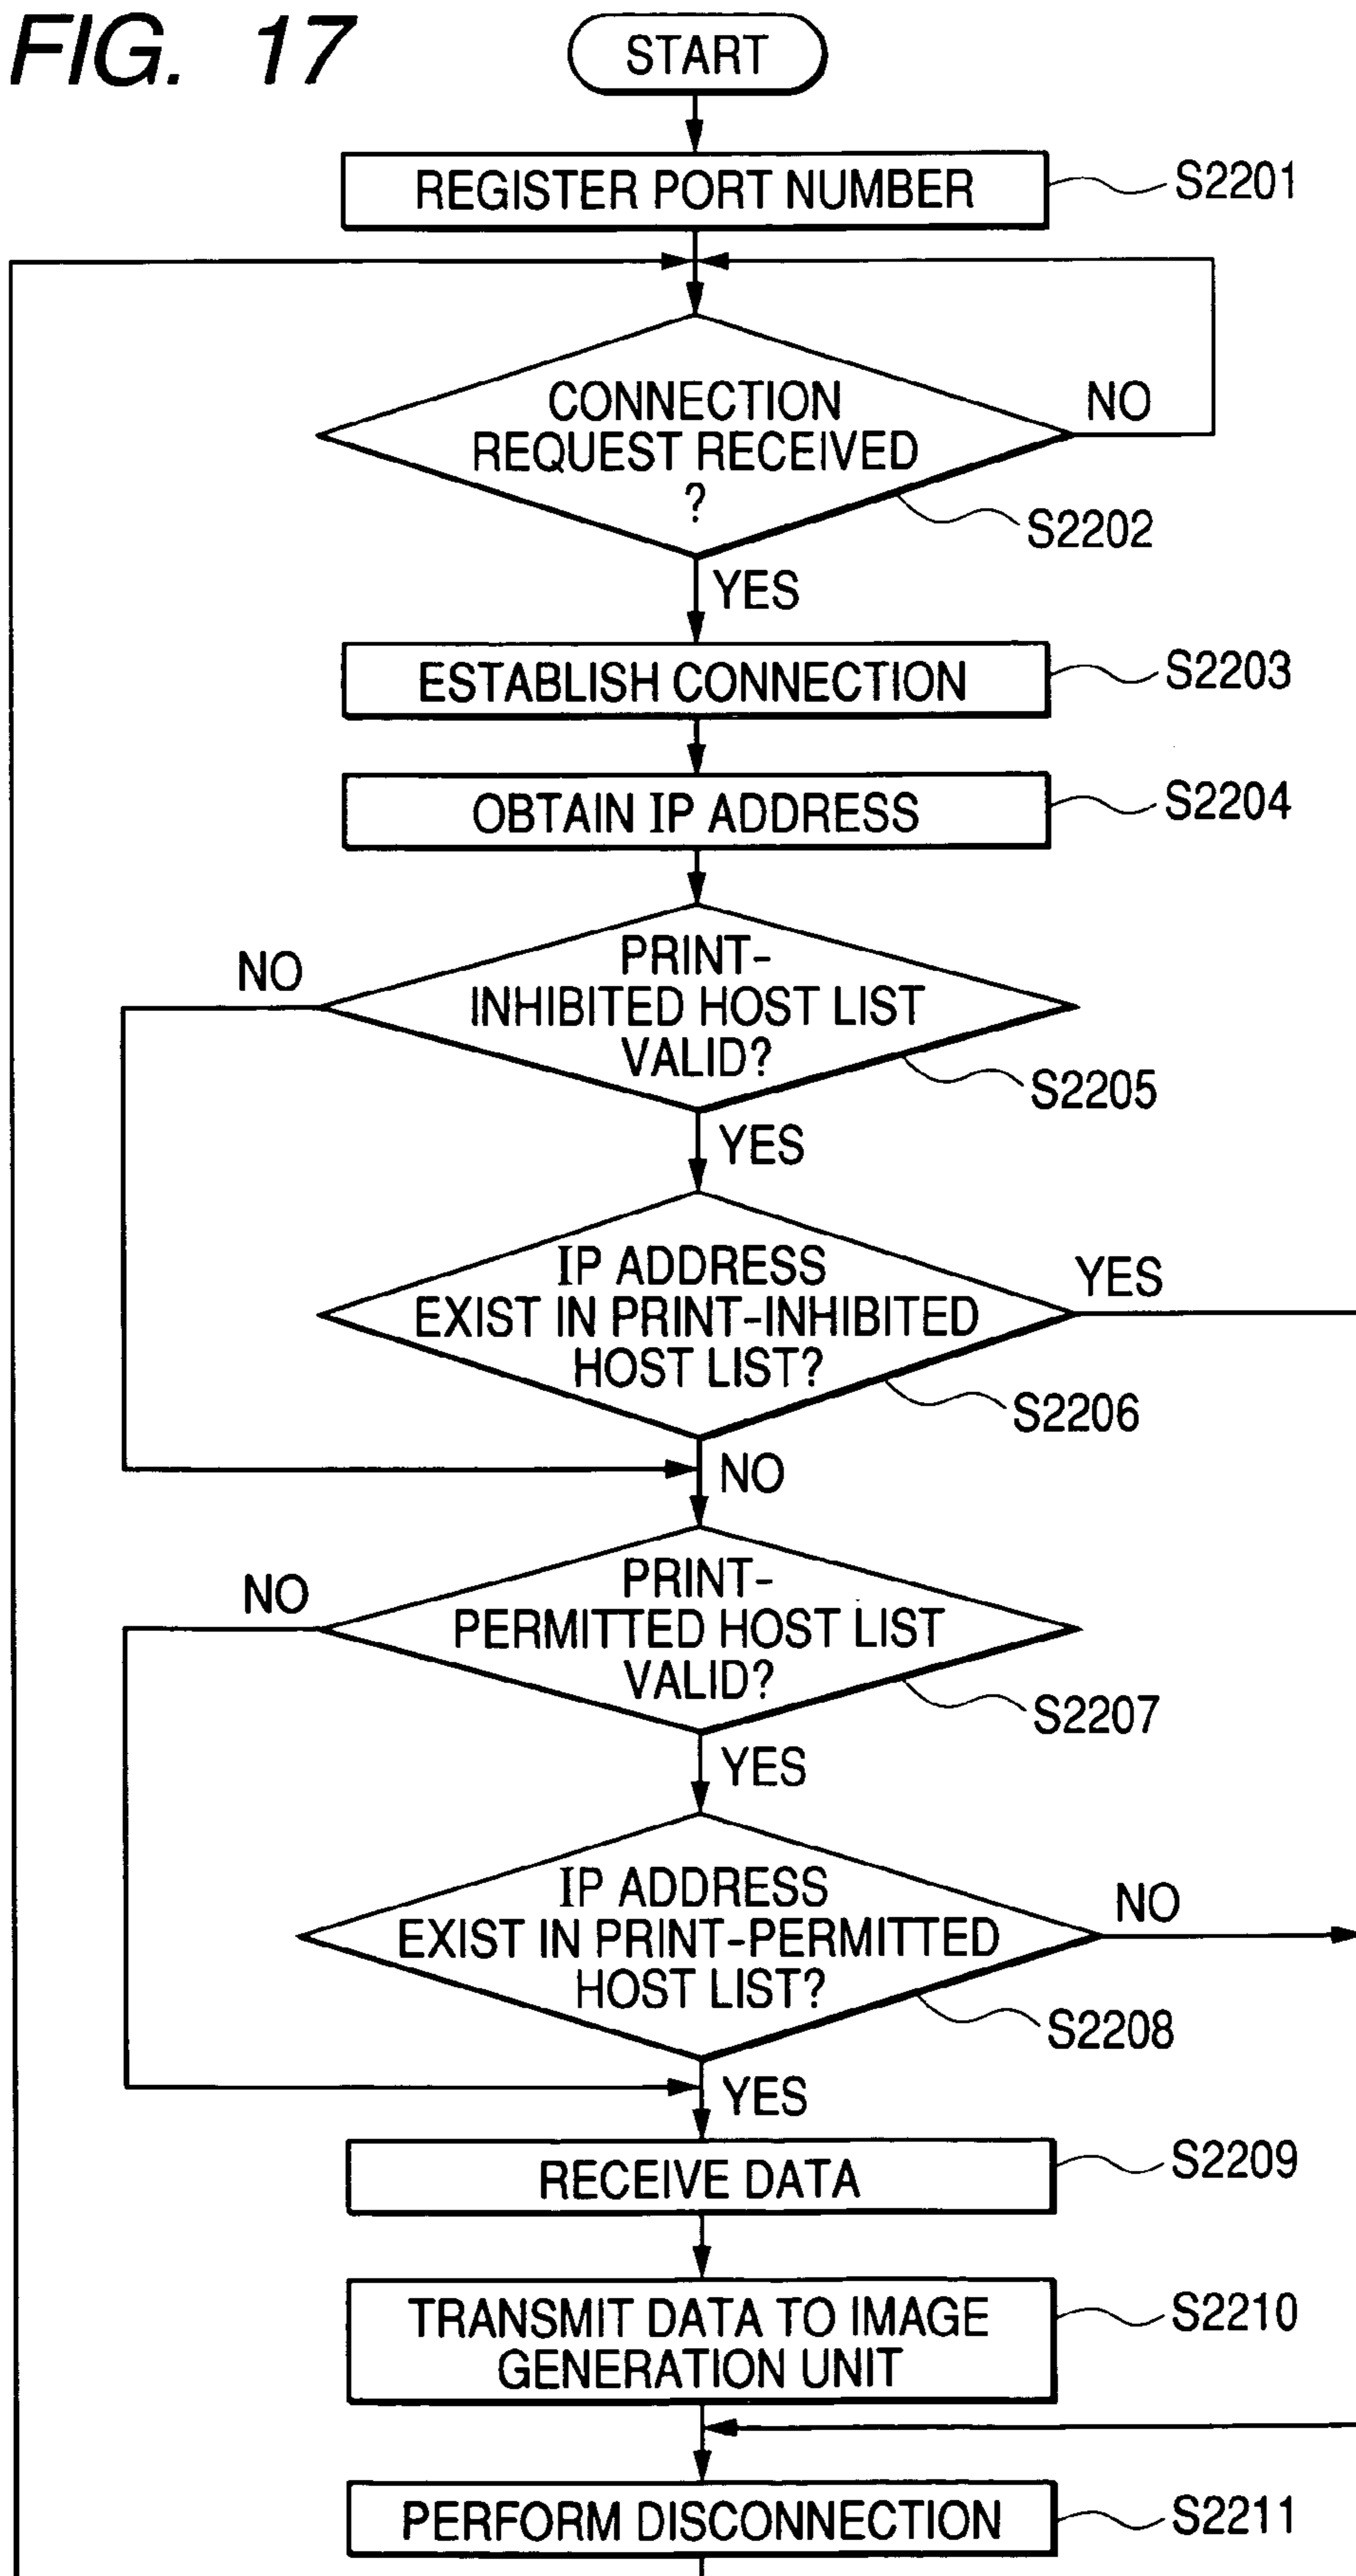 FIG. 17
START
REGISTER PORT NUMBER
S2201
CONNECTION
REQUEST RECEIVED
?
NO
S2202
YES
ESTABLISH CONNECTION
S2203
OBTAIN IP ADDRESS
S2204
PRINT-
INHIBITED HOST LIST
VALID?
NO
S2205
YES
IP ADDRESS
EXIST IN PRINT-INHIBITED
HOST LIST?
YES
S2206
NO
PRINT-
PERMITTED HOST LIST
VALID?
NO
S2207
YES
IP ADDRESS
EXIST IN PRINT-PERMITTED
HOST LIST?
NO
S2208
YES
RECEIVE DATA
S2209
TRANSMIT DATA TO IMAGE
GENERATION UNIT
S2210
PERFORM DISCONNECTION
S2211